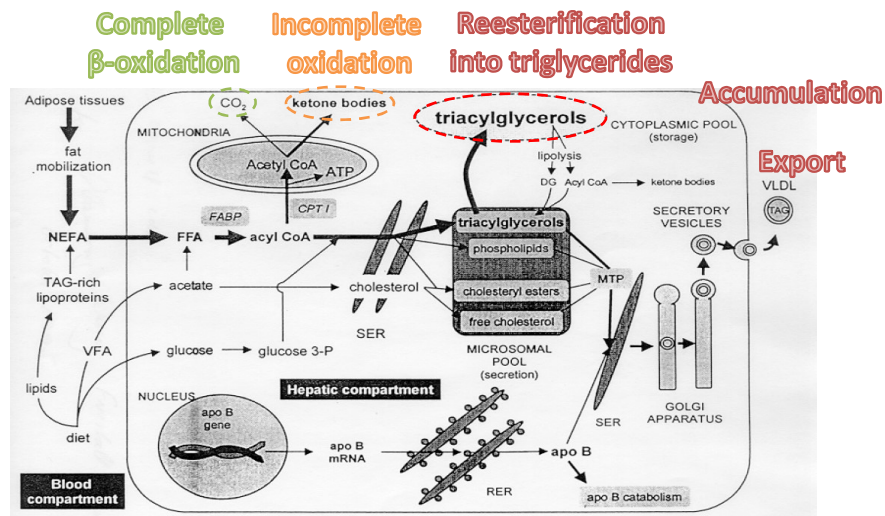 Complete
β-oxidation
Incomplete
oxidation
Reesterification
into triglycerides
Accumulation
Export
Adipose tissues
fat
mobilization
NEFA
TAG-rich
lipoproteins
VFA
lipids
diet
Blood
compartment
CO2
ketone bodies
MITOCHONDRIA
Acetyl CoA
ATP
FABP
CPT I
FFA
acyl CoA
acetate
cholesterol
glucose
glucose 3-P
SER
triacylglycerols
CYTOPLASMIC POOL
(storage)
lipolysis
DG
Acyl CoA
ketone bodies
triacylglycerols
phospholipids
cholesteryl esters
free cholesterol
MICROSOMAL
POOL
(secretion)
MTP
SECRETORY
VESICLES
VLDL
TAG
SER
GOLGI
APPARATUS
Hepatic compartment
NUCLEUS
apo B
gene
apo B
mRNA
RER
apo B
apo B catabolism